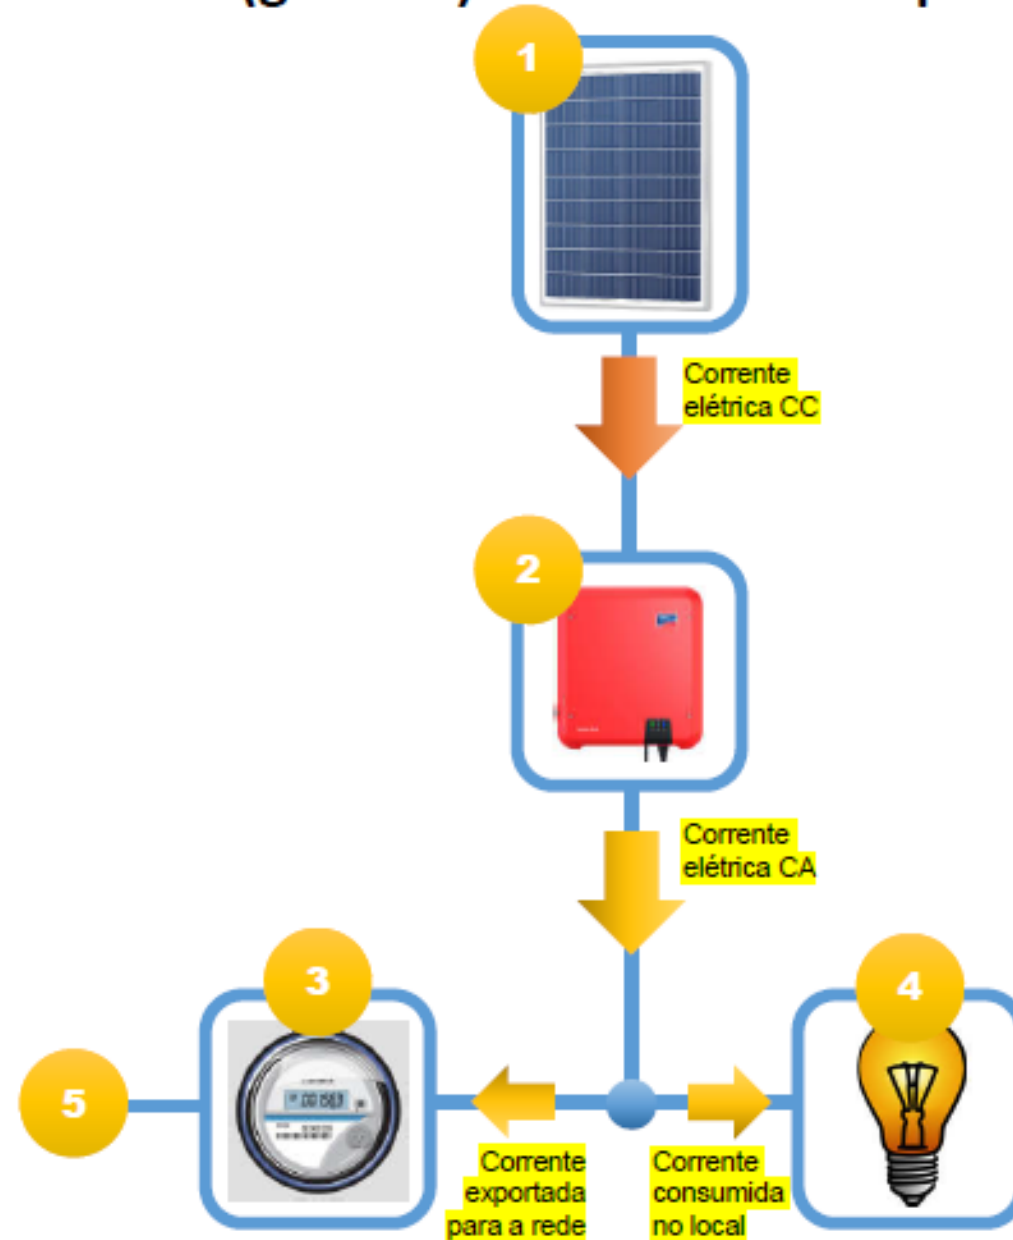 1
Corrente
elétrica CC
2
Corrente
elétrica CA
3
4
5
Corrente
exportada
para a rede
Corrente
consumida
no local